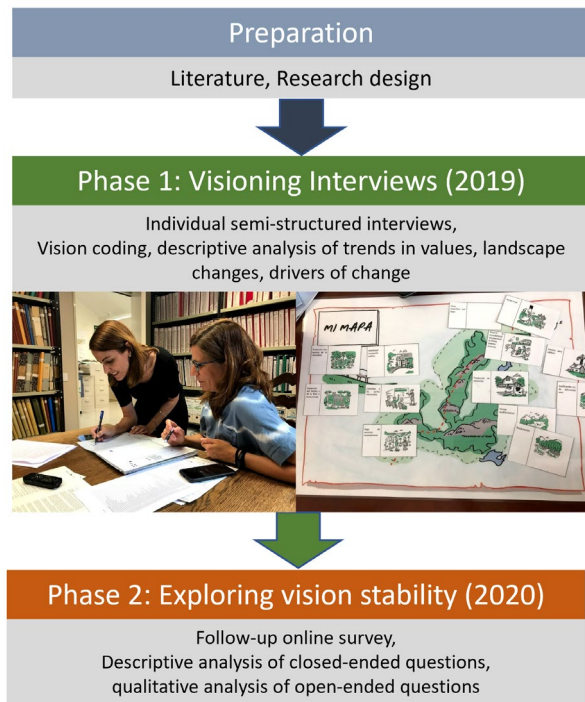 Preparation
Literature, Research design
Phase 1: Visioning Interviews (2019)
Individual semi-structured interviews,
Vision coding, descriptive analysis of trends in values, landscape
changes, drivers of change
MI MAPA
Phase 2: Exploring vision stability (2020)
Follow-up online survey,
Descriptive analysis of closed-ended questions,
qualitative analysis of open-ended questions